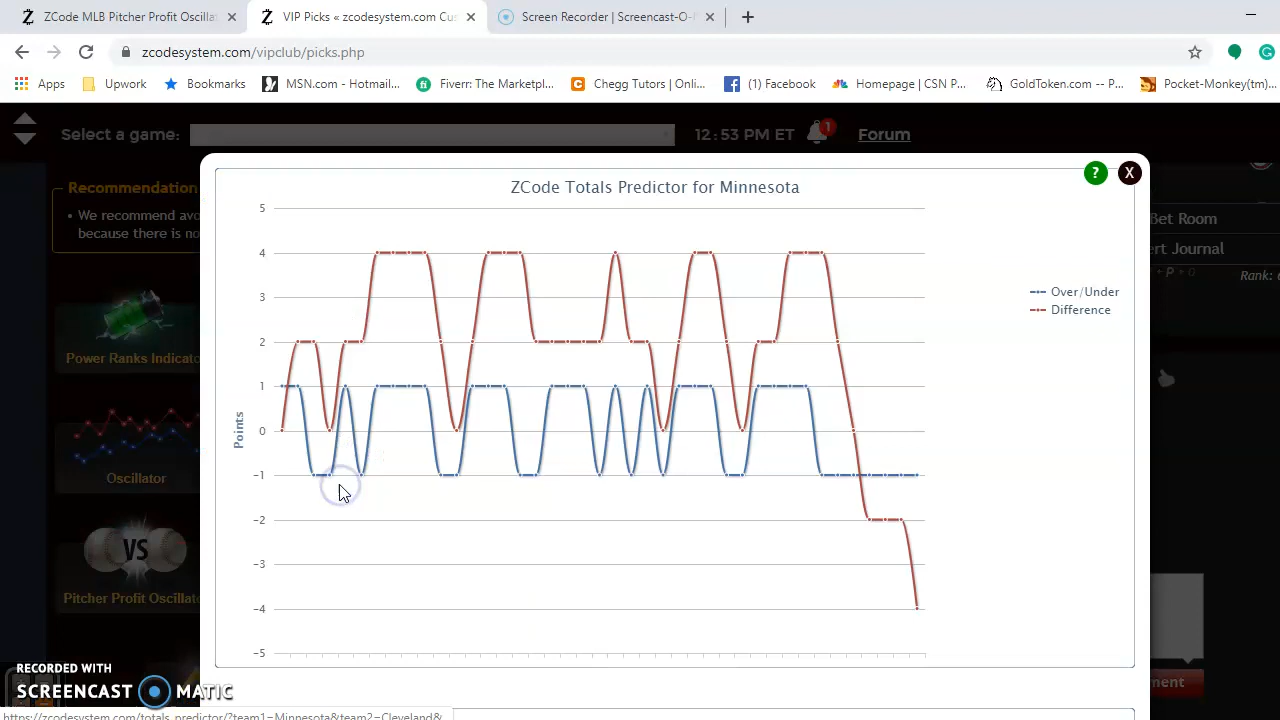 ZCode MLB Pitcher Profit Oscillat
VIP Picks « zcodesystem.com Cus
Screen Recorder | Screencast-O-
zcodesystem.com/vipclub/picks.php
Apps
Upwork
Bookmarks
MSN.com - Hotmail...
Fiverr: The Marketpl...
Chegg Tutors | Onli...
(1) Facebook
Homepage | CSN P...
GoldToken.com -- P...
Pocket-Monkey(tm)...
Select a game:
12:53 PM ET
1
Forum
Recommendation
• We recommend avo
because there is no
Power Ranks Indicato
Oscillator
VS
Pitcher Profit Oscillato
ZCode Totals Predictor for Minnesota
?
X
5
4
3
2
1
0
-1
-2
-3
-4
-5
Points
Over/Under
Difference
Bet Room
ert Journal
Rank:
ment
RECORDED WITH
SCREENCAST MATIC
https://zcodesystem.com/totals_predictor/?team1=Minnesota&team2=Cleveland&